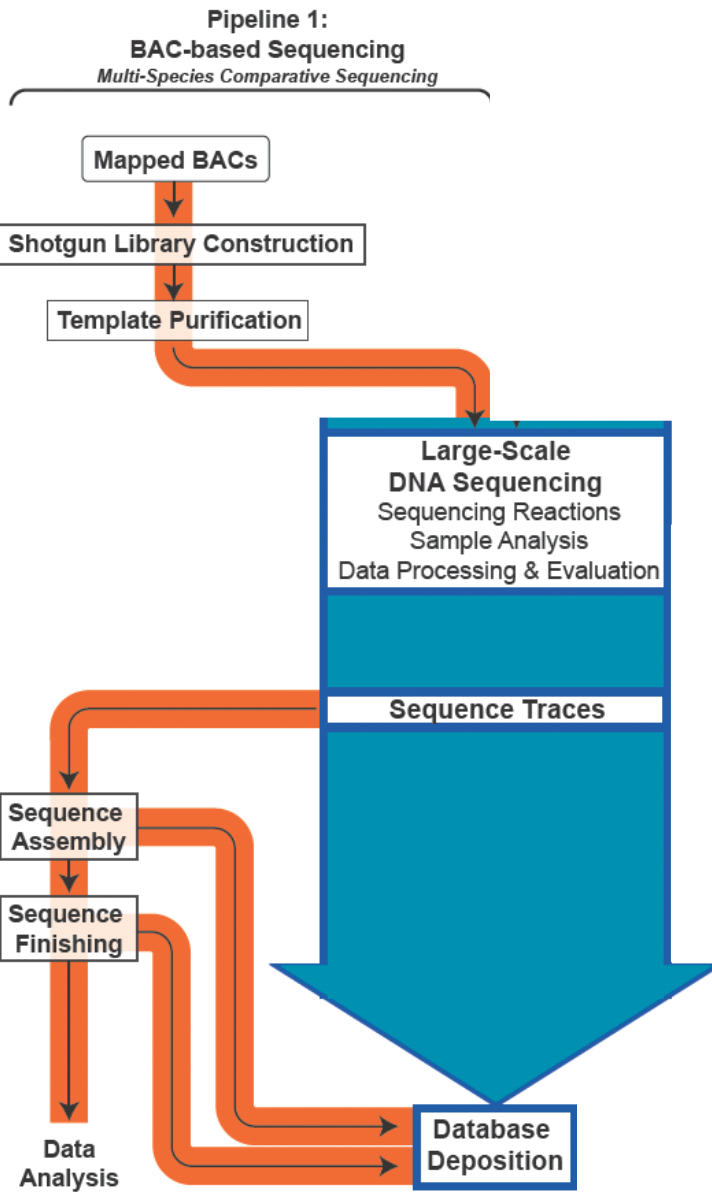 Pipeline 1:
BAC-based Sequencing
Multi-Species Comparative Sequencing
Mapped BACs
Shotgun Library Construction
Template Purification
Large-Scale
DNA Sequencing
Sequencing Reactions
Sample Analysis
Data Processing & Evaluation
Sequence Traces
Sequence
Assembly
Sequence
Finishing
Data
Analysis
Database
Deposition